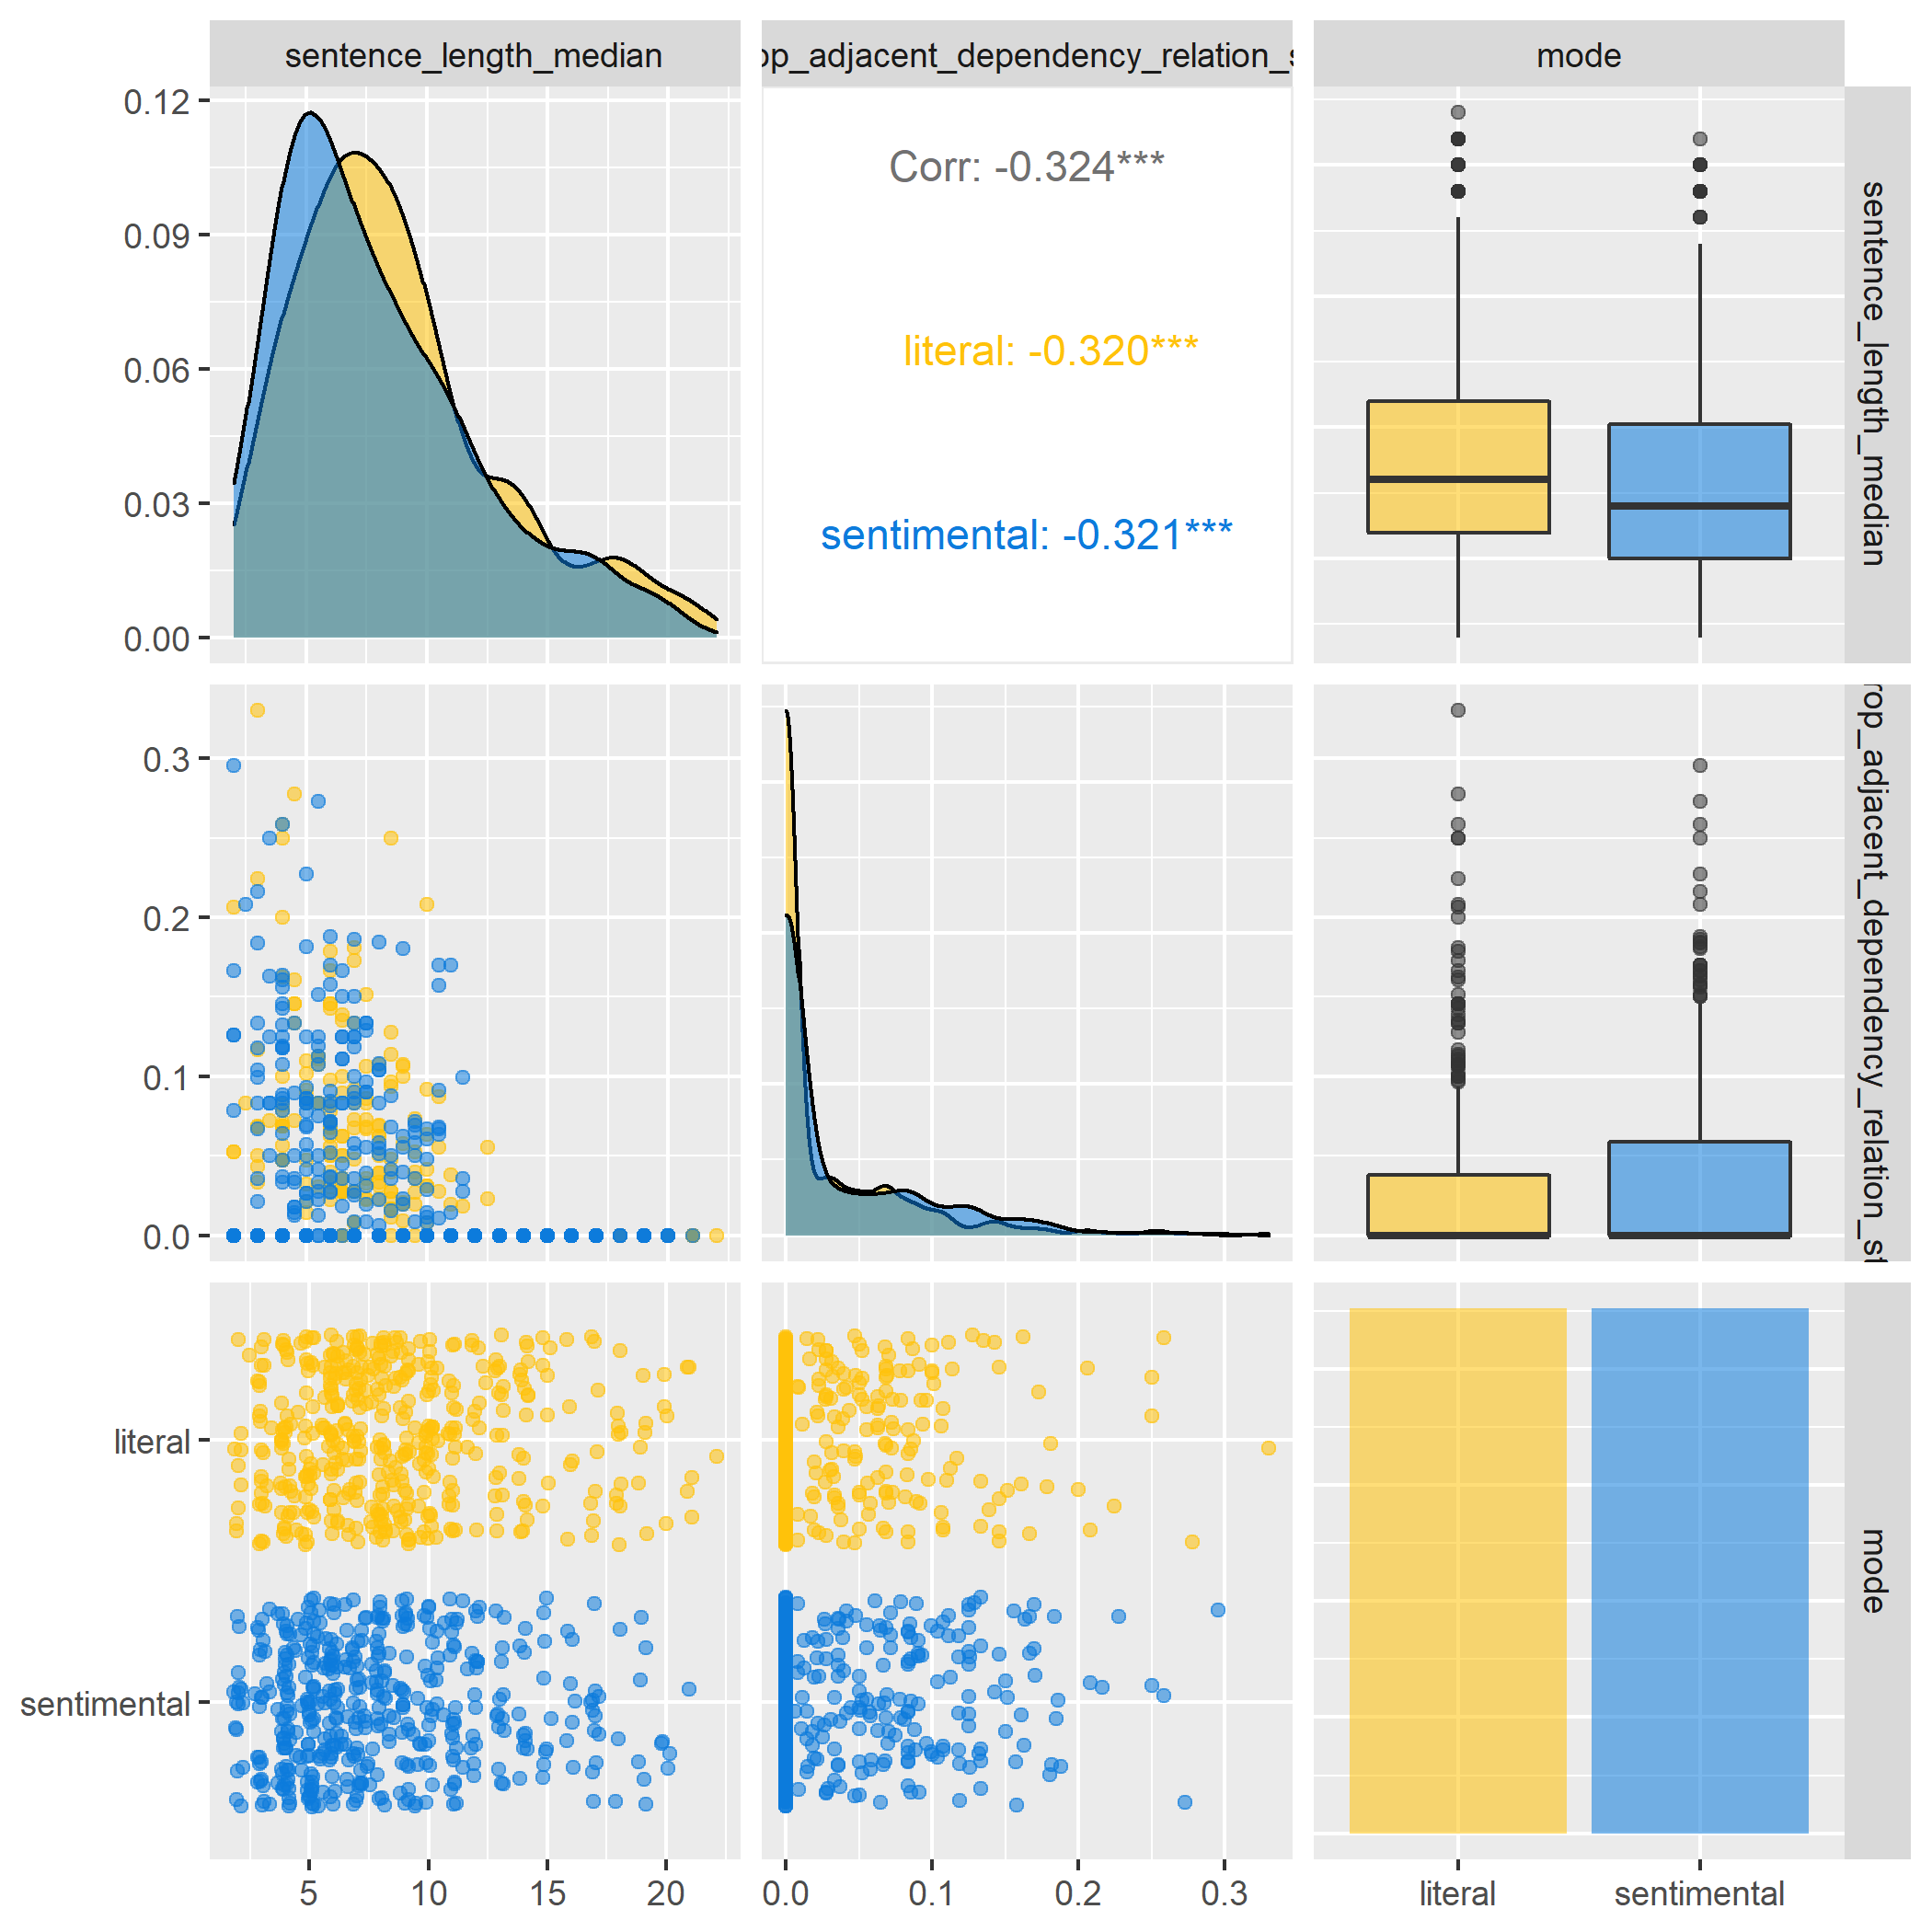 sentence_length_median
op_adjacent_dependency_relation_s
mode
0.12
0.09
0.06
0.03
0.00
Corr: -0.324***
literal: -0.320***
sentimental: -0.321***
sentence_length_median
0.3
0.2
0.1
0.0
rop_adjacent_dependency_relation_st
literal
sentimental
mode
5 10 15 20
0.0 0.1 0.2 0.3
literal sentimental